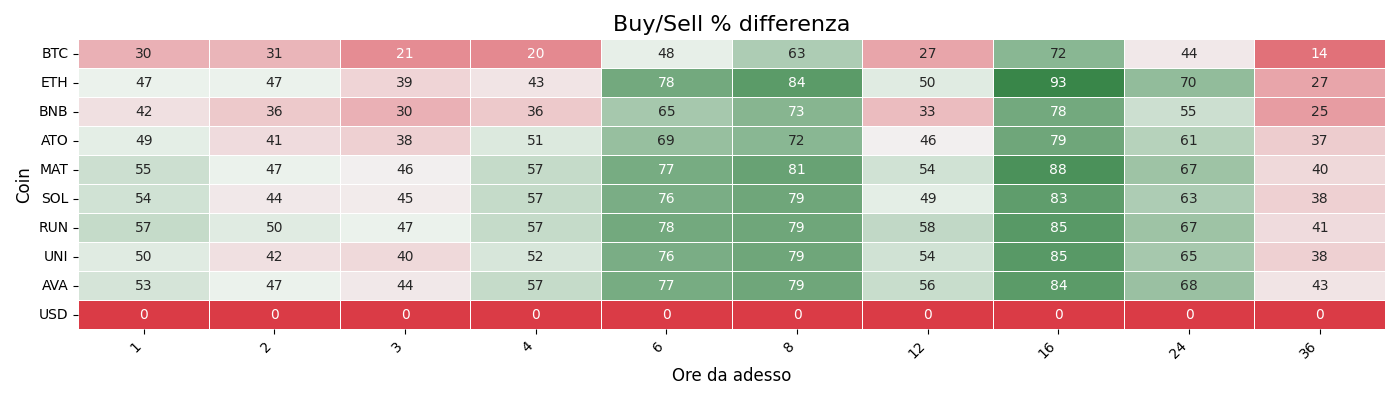 Buy/Sell % differenza
BTC 30 31 21 20 48 63 27 72 44 14
ETH 47 47 39 43 78 84 50 93 70 27
BNB 42 36 30 36 65 73 33 78 55 25
ATO 49 41 38 51 69 72 46 79 61 37
MAT 55 47 46 57 77 81 54 88 67 40
SOL 54 44 45 57 76 79 49 83 63 38
RUN 57 50 47 57 78 79 58 85 67 41
UNI 50 42 40 52 76 79 54 85 65 38
AVA 53 47 44 57 77 79 56 84 68 43
USD 0 0 0 0 0 0 0 0 0 0
Coin
1 2 3 4 6 8 12 16 24 36
Ore da adesso